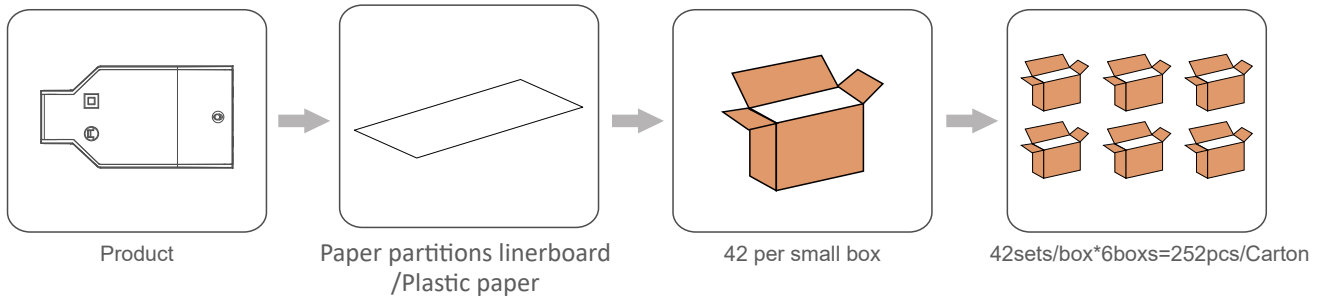 Product
Paper partitions linerboard
/Plastic paper
42 per small box
42sets/box*6boxs=252pcs/Carton